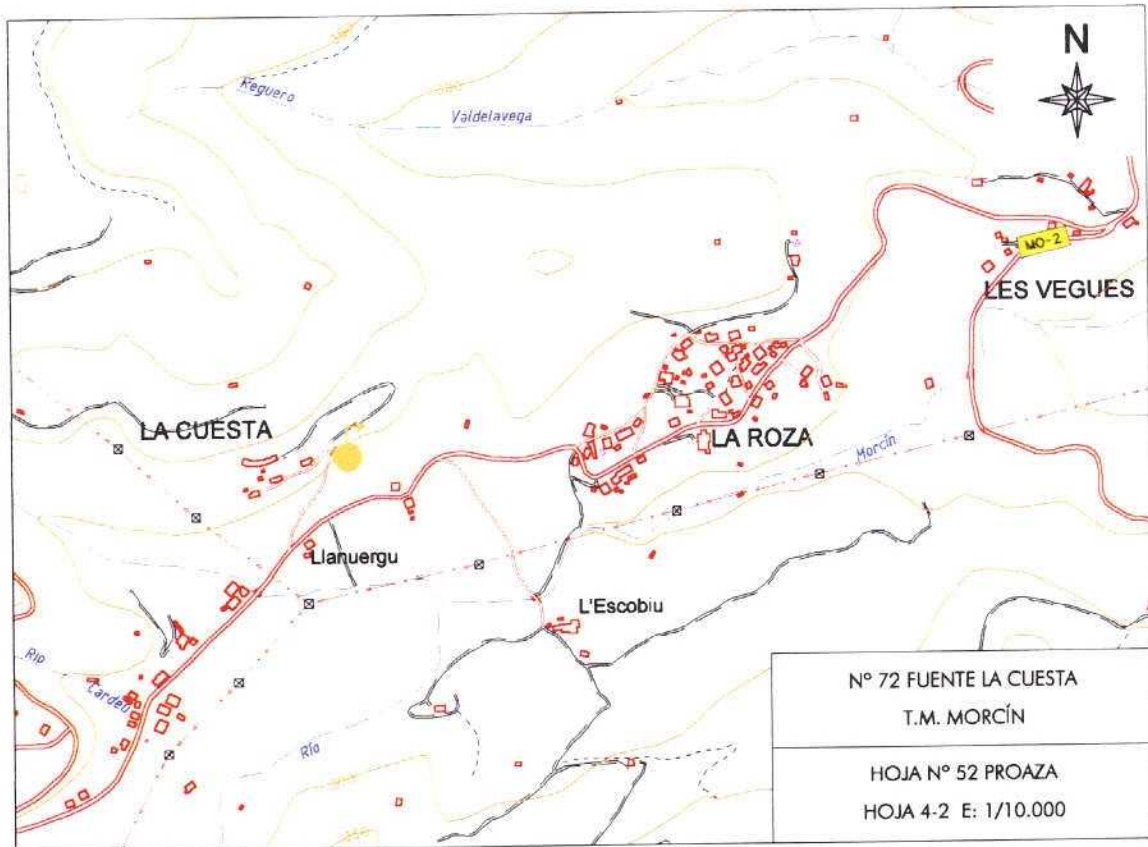 N
Reguero
Valdelavega
MO-2
LES VEGUES
LA CUESTA
LA ROZA
Morcín
Llanuergu
L'Escobiu
Río
Cardeo
Río
Nº 72 FUENTE LA CUESTA
T.M. MORCÍN
HOJA Nº 52 PROAZA
HOJA 4-2 E: 1/10.000